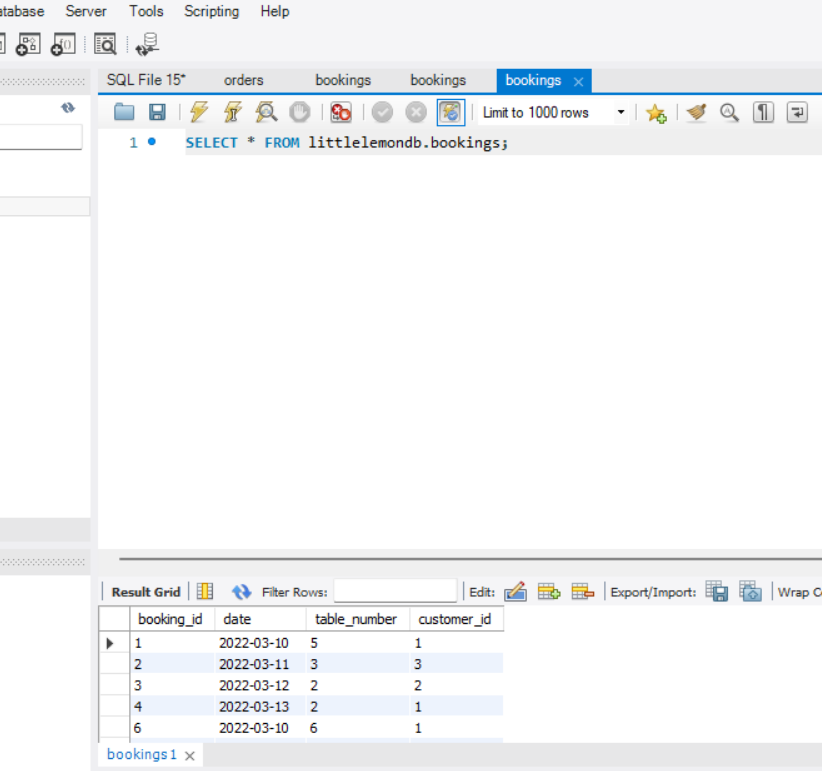 atabase Server Tools Scripting Help
SQL File 15* orders bookings bookings bookings
Limit to 1000 rows
1 SELECT * FROM littlelemondb.bookings;
Result Grid Filter Rows: Edit: Export/Import: Wrap C
booking_id date table_number customer_id
1 2022-03-10 5 1
2 2022-03-11 3 3
3 2022-03-12 2 2
4 2022-03-13 2 1
6 2022-03-10 6 1
bookings1